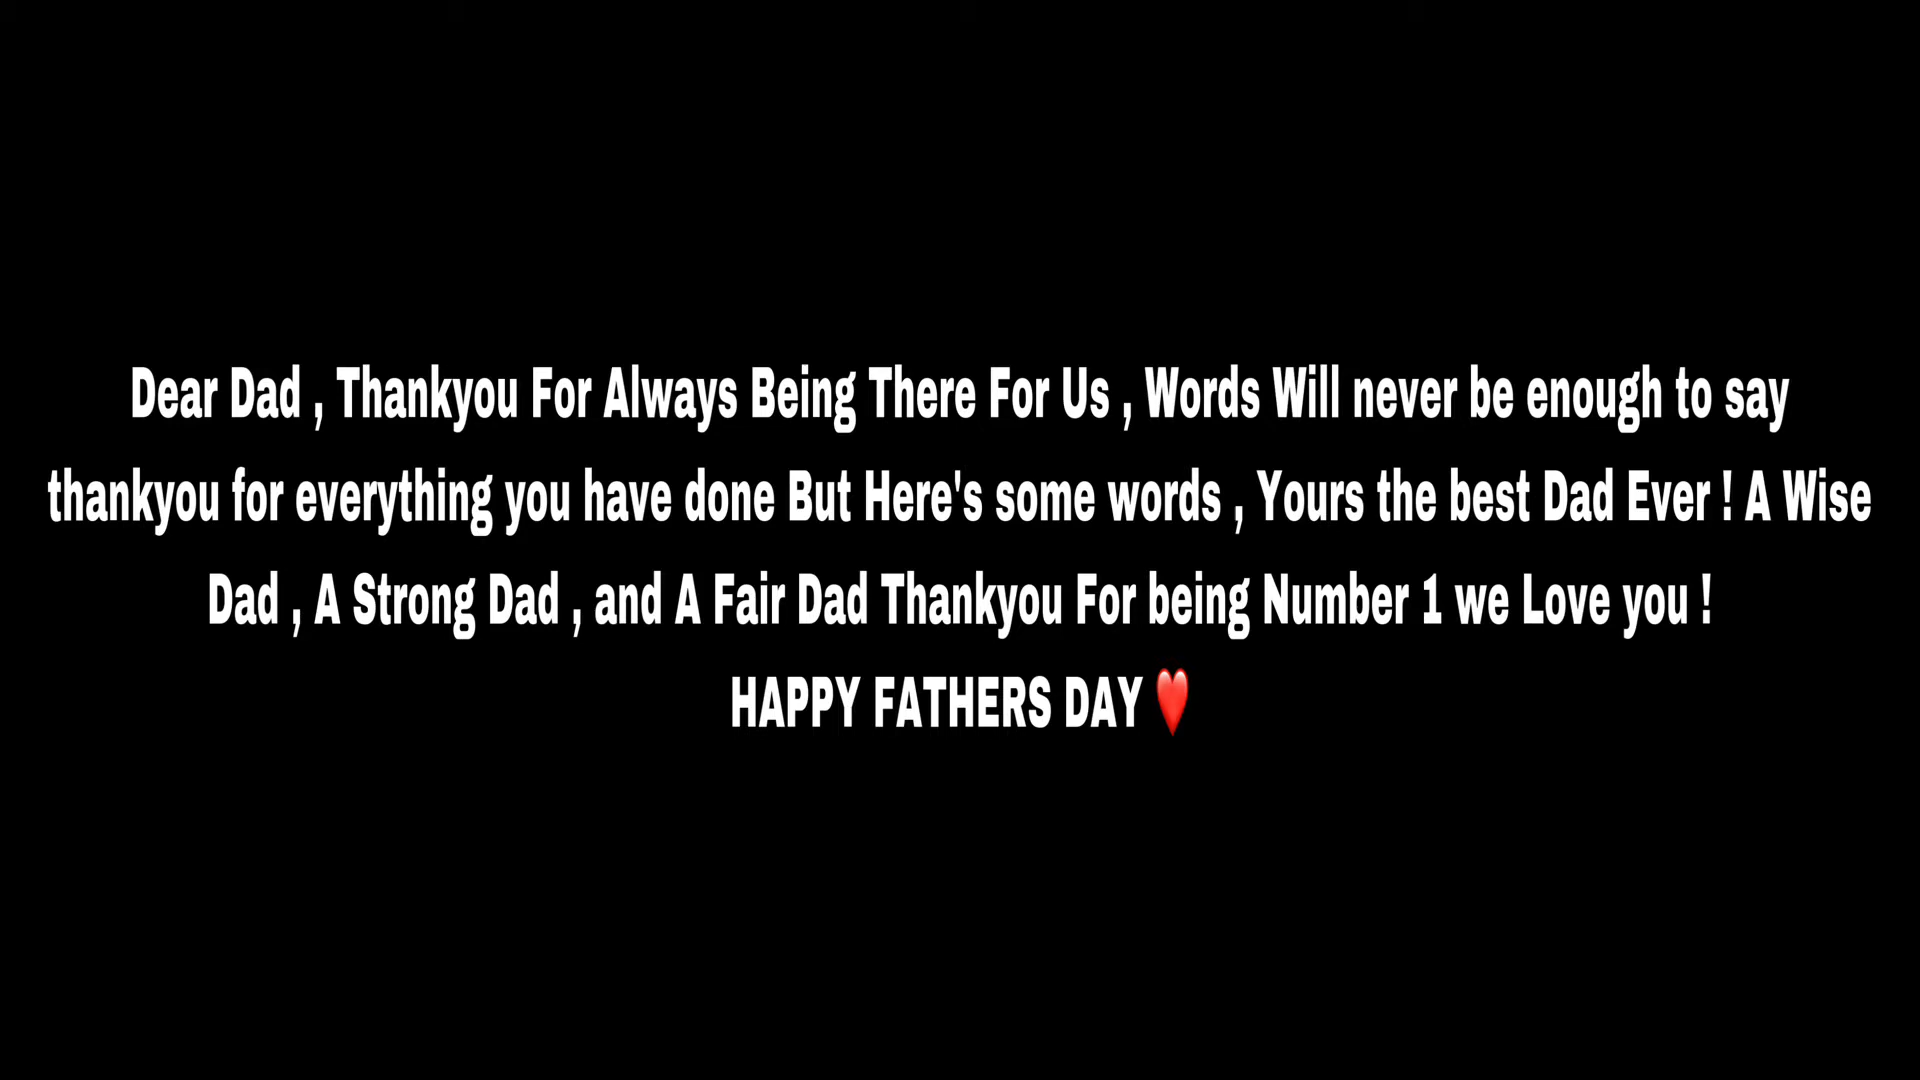 Dear Dad , Thankyou For Always Being There For Us , Words Will never be enough to say
thankyou for everything you have done But Here's some words , Yours the best Dad Ever ! A Wise
Dad , A Strong Dad , and A Fair Dad Thankyou For being Number 1 we Love you !
HAPPY FATHERS DAY ❤️